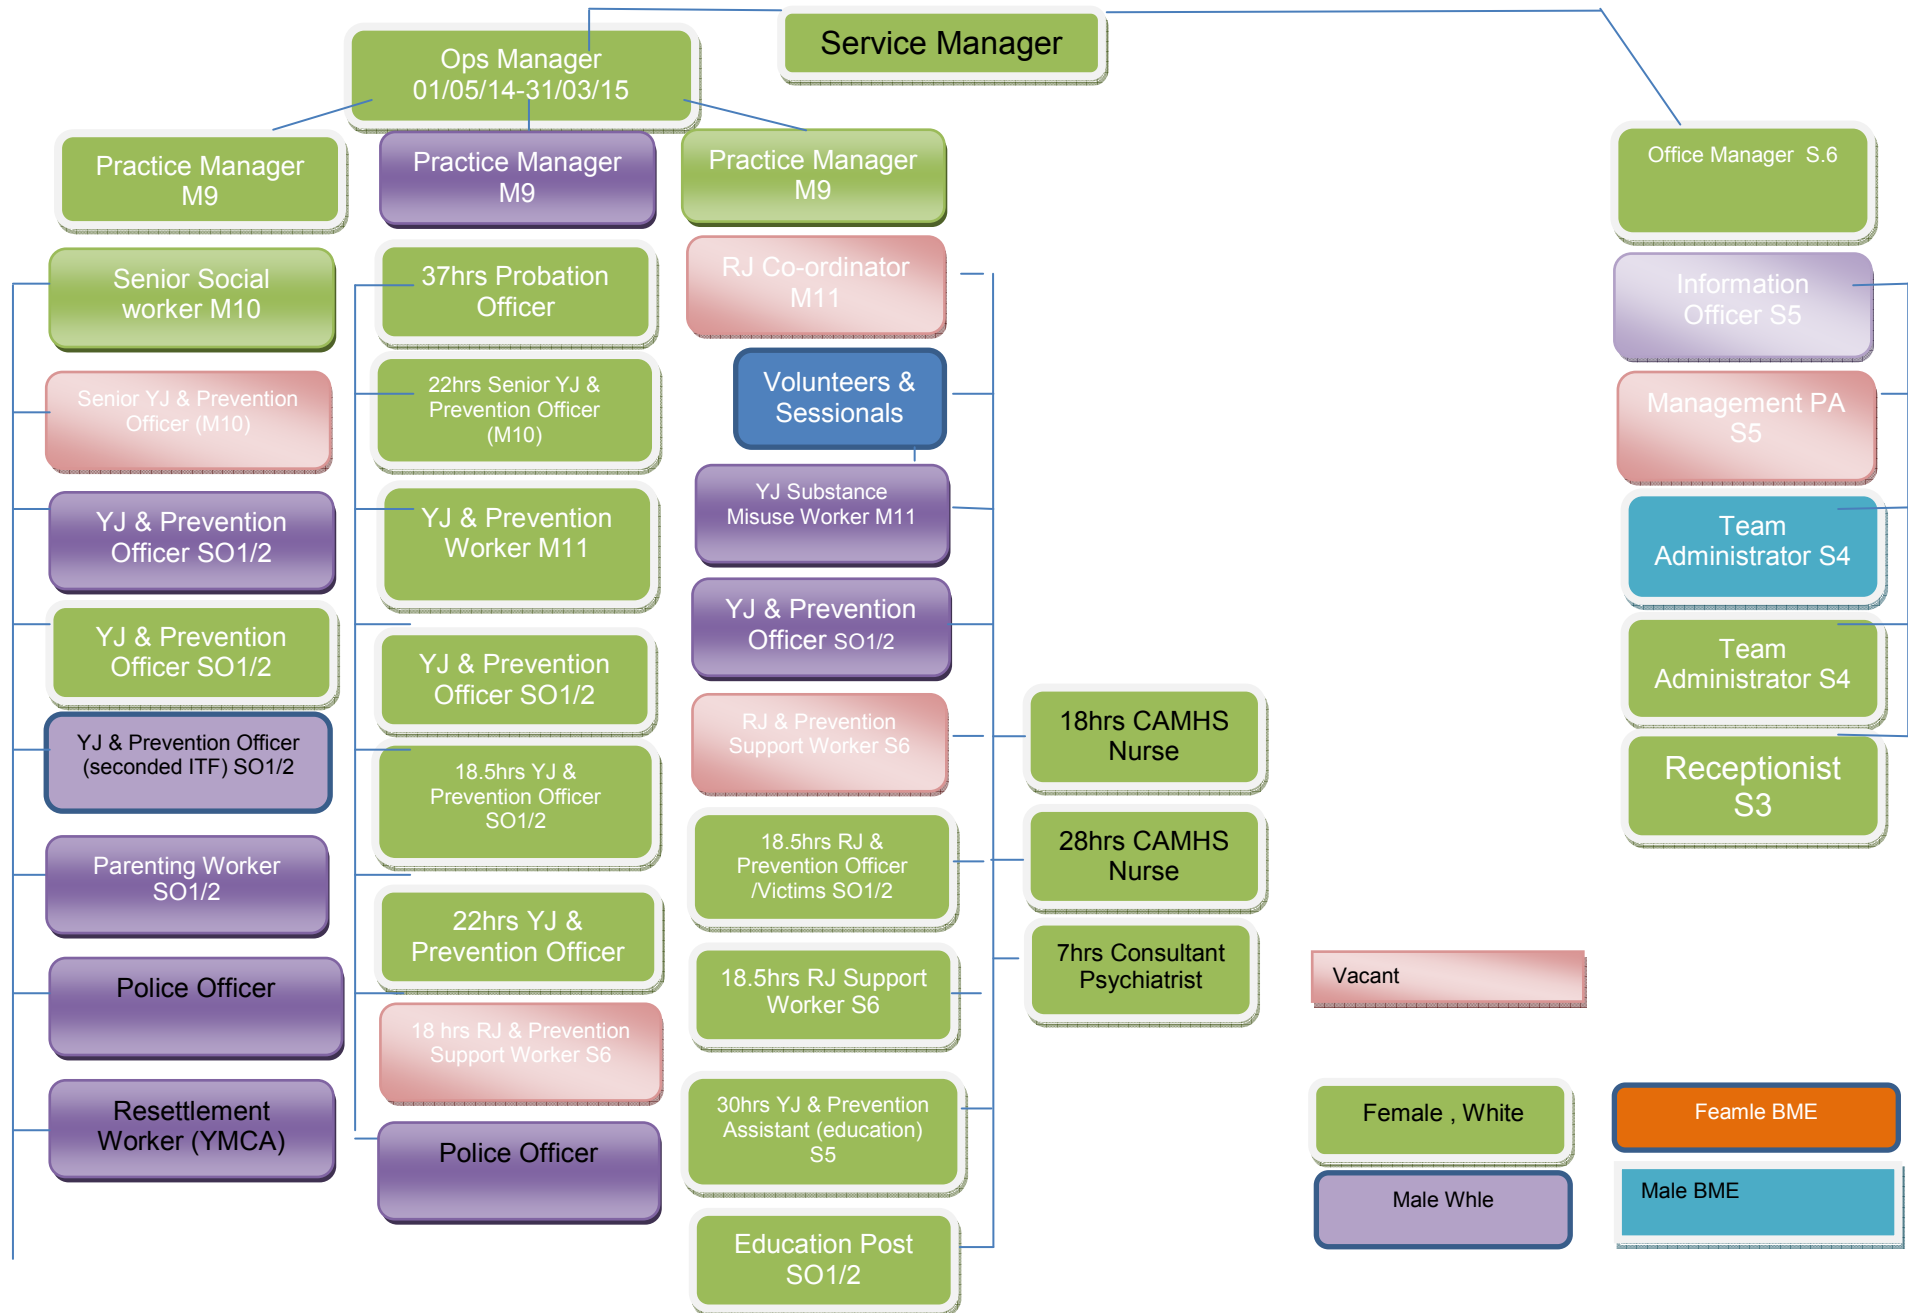 Service Manager
Ops Manager
01/05/14-31/03/15
Practice Manager
M9
Practice Manager
M9
Practice Manager
M9
Office Manager S.6
Senior Social
worker M10
Senior YJ & Prevention
Officer (M10)
YJ & Prevention
Officer SO1/2
YJ & Prevention
Officer SO1/2
YJ & Prevention Officer
(seconded ITF) SO1/2
Parenting Worker
SO1/2
Police Officer
Resettlement
Worker (YMCA)
37hrs Probation
Officer
22hrs Senior YJ &
Prevention Officer
(M10)
YJ & Prevention
Worker M11
YJ & Prevention
Officer SO1/2
18.5hrs YJ &
Prevention Officer
SO1/2
22hrs YJ &
Prevention Officer
18 hrs RJ & Prevention
Support Worker S6
Police Officer
RJ Co-ordinator
M11
Volunteers &
Sessionals
YJ Substance
Misuse Worker M11
YJ & Prevention
Officer SO1/2
RJ & Prevention
Support Worker S6
18.5hrs RJ &
Prevention Officer
/Victims SO1/2
18.5hrs RJ Support
Worker S6
30hrs YJ & Prevention
Assistant (education)
S5
Education Post
SO1/2
18hrs CAMHS
Nurse
28hrs CAMHS
Nurse
7hrs Consultant
Psychiatrist
Information
Officer S5
Management PA
S5
Team
Administrator S4
Team
Administrator S4
Receptionist
S3
Vacant
Female , White
Feamle BME
Male Whle
Male BME